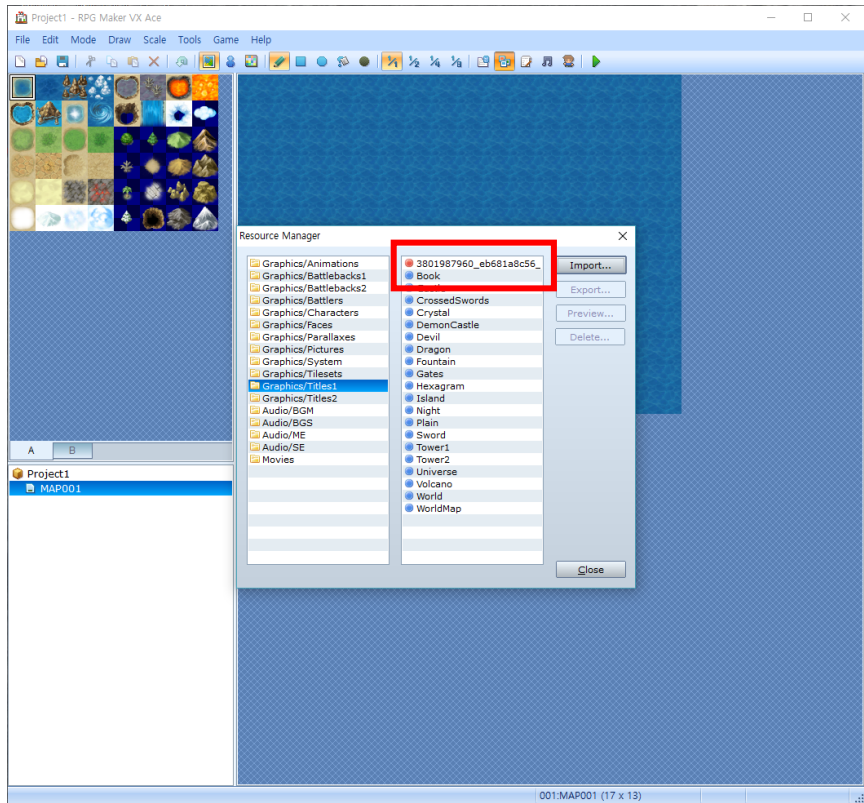 Project1 - RPG Maker VX Ace
File Edit Mode Draw Scale Tools Game Help
Resource Manager
Graphics/Animations
Graphics/Battlebacks1
Graphics/Battlebacks2
Graphics/Battlers
Graphics/Characters
Graphics/Faces
Graphics/Parallaxes
Graphics/Pictures
Graphics/System
Graphics/Tilesets
Graphics/Titles1
Graphics/Titles2
Audio/BGM
Audio/BGS
Audio/ME
Audio/SE
Movies
3801987960_eb681a8c56_
Book
CrossedSwords
Crystal
DemonCastle
Devil
Dragon
Fountain
Gates
Hexagram
Island
Night
Plain
Sword
Tower1
Tower2
Universe
Volcano
World
WorldMap
Import...
Export...
Preview...
Delete...
Close
A B
Project1
MAP001
001:MAP001 (17 x 13)